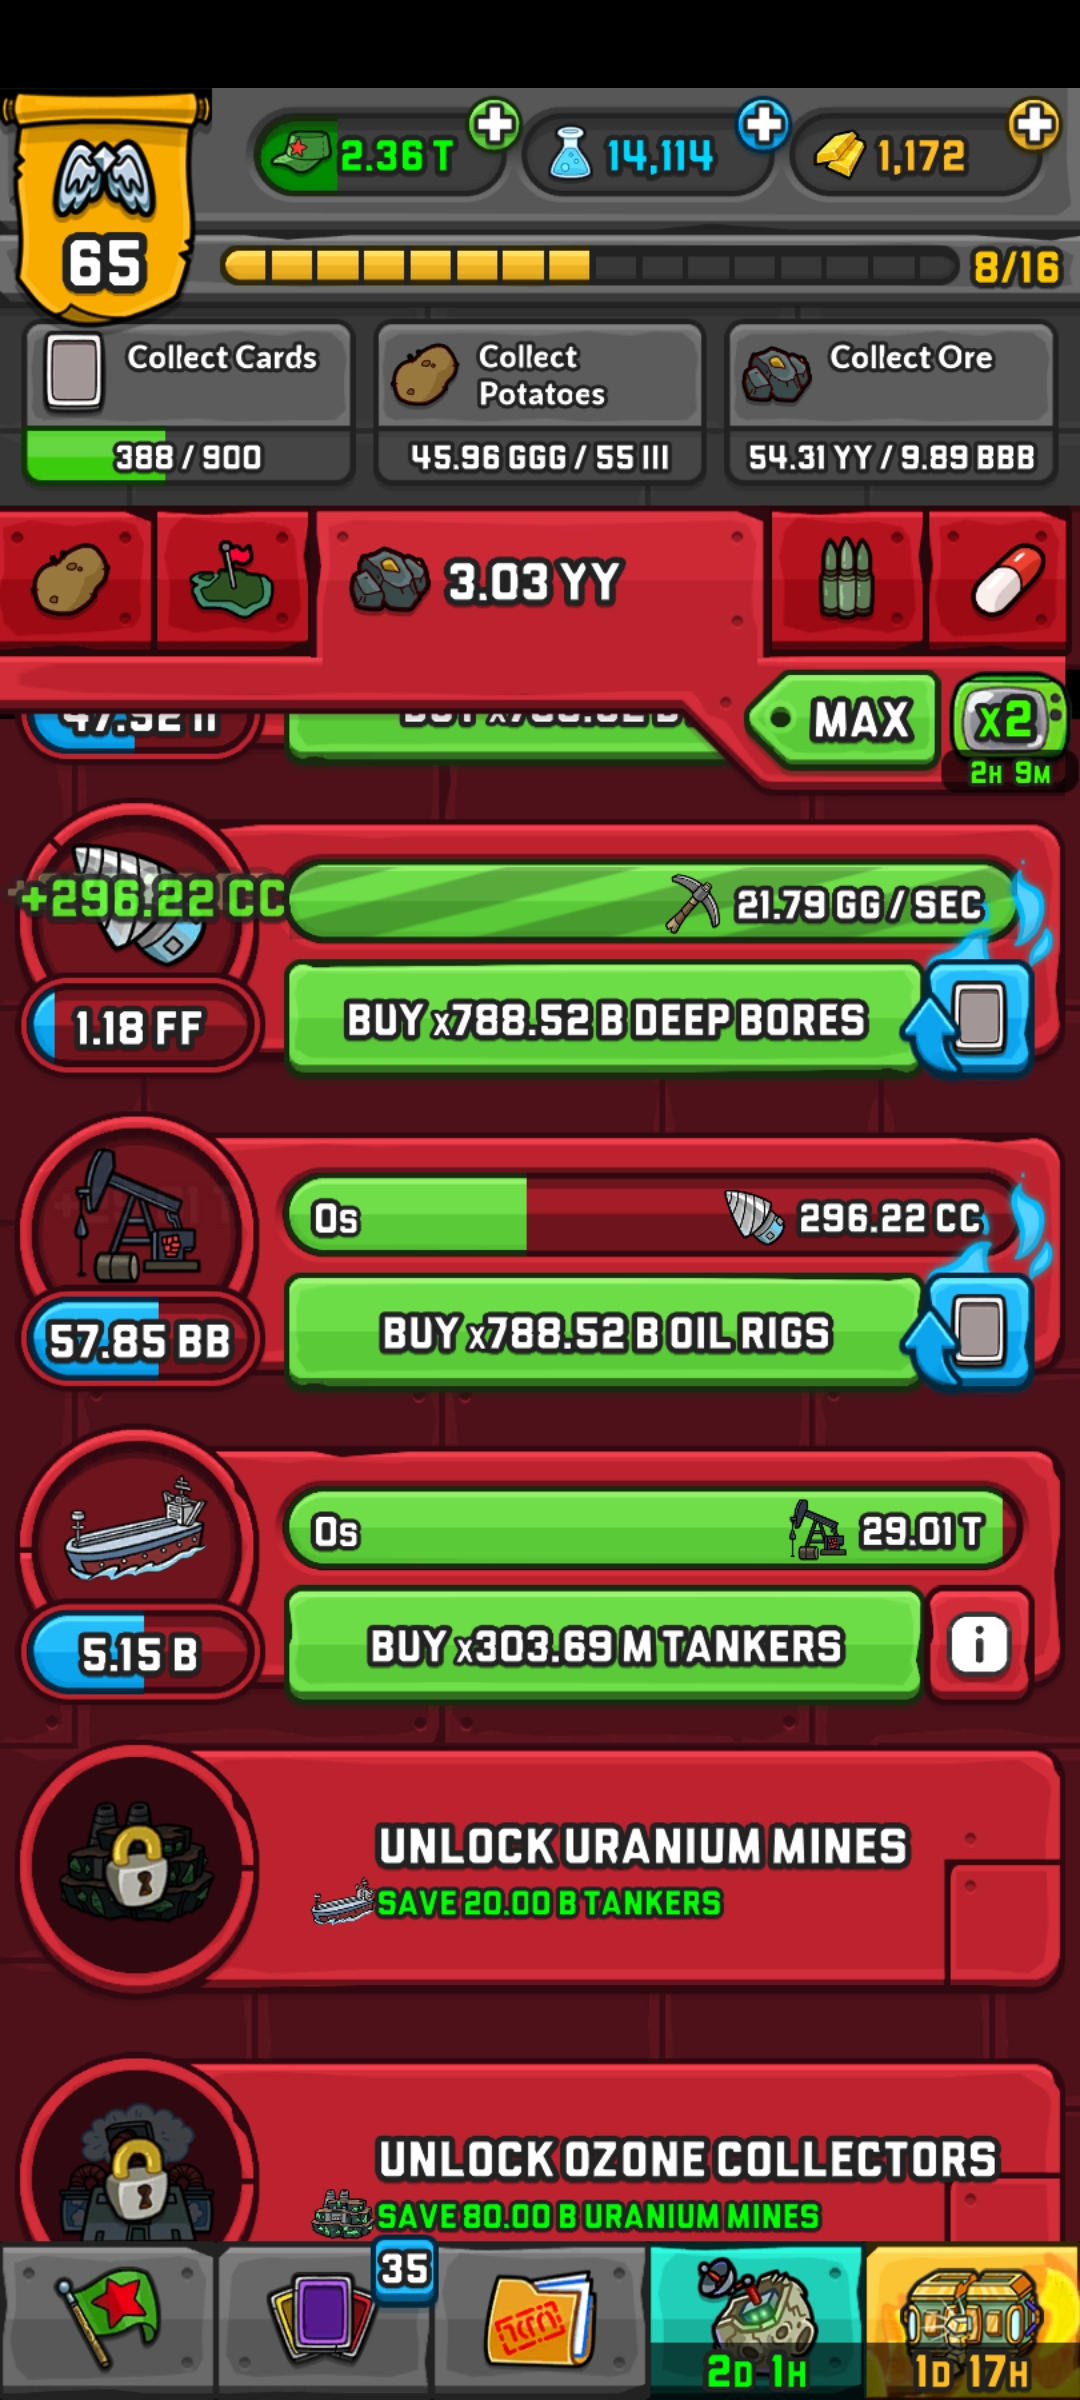 2.36 T
14,114
1,172
65
8/16
Collect Cards
388 / 900
Collect
Potatoes
45.96 GGG / 55 III
Collect Ore
54.31 YY / 9.89 BBB
3.03 YY
MAX
x2
2H 9M
+296.22 CC
21.79 GG / SEC
1.18 FF
BUY x788.52 B DEEP BORES
0s
296.22 CC
57.85 BB
BUY x788.52 B OIL RIGS
0s
29.01 T
5.15 B
BUY x303.69 M TANKERS
i
UNLOCK URANIUM MINES
SAVE 20.00 B TANKERS
UNLOCK OZONE COLLECTORS
SAVE 80.00 B URANIUM MINES
35
2D 1H
1D 17H